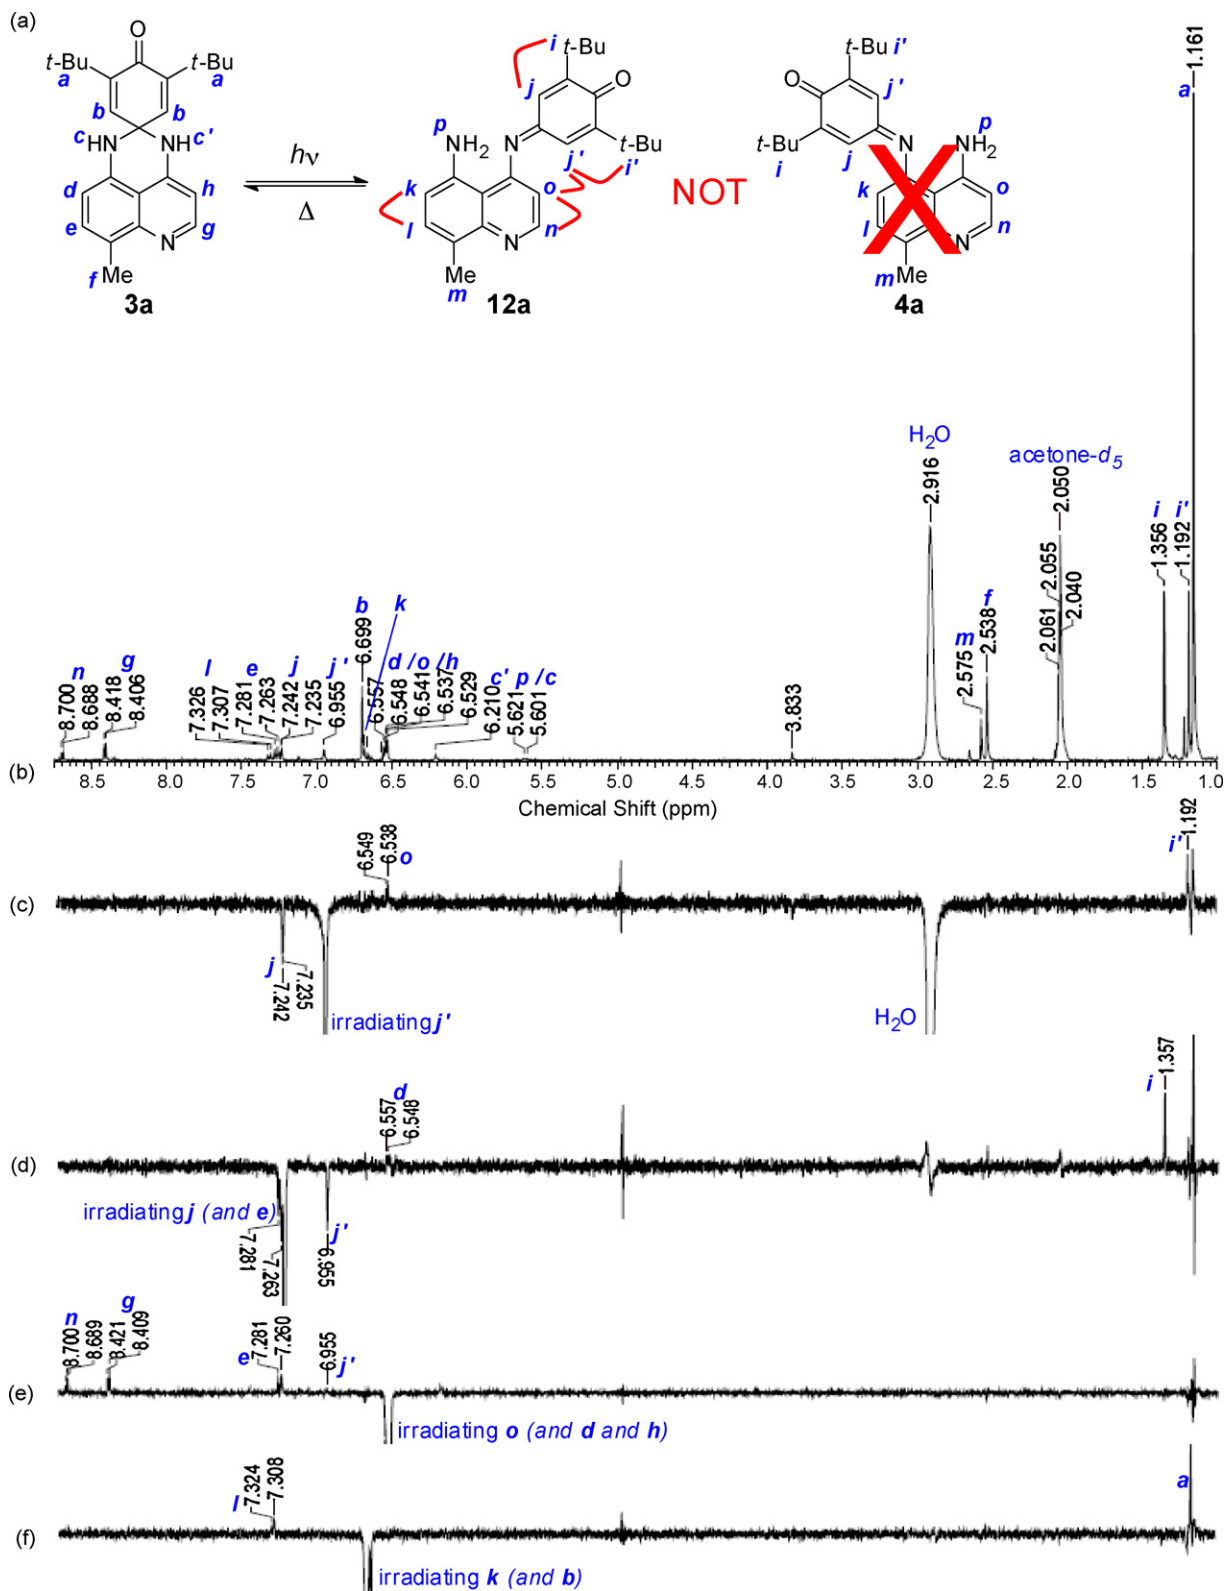 (a)
O
t-Bu
t-Bu
a
a
b
b
c
HN
NH
c'
d
h
e
g
N
f
Me
3a
hν
Δ
i
t-Bu
O
j
p
NH2
N
t-Bu
j'
i'
k
o
l
n
N
Me
m
12a
NOT
t-Bu
i'
O
j'
t-Bu
N
p
NH2
i
j
k
o
l
n
N
m
Me
4a
1.161
a
H2O
2.916
acetone-d5
2.050
2.061
2.055
2.040
i
1.356
i'
1.192
f
2.538
m
2.575
3.833
n
8.700
8.688
g
8.418
8.406
l
7.326
7.307
e
7.281
7.263
j
7.242
7.235
j'
6.955
b
6.699
k
d / o / h
6.557
6.548
6.541
6.537
6.529
c' p / c
6.210
5.621
5.601
(b)
8.5 8.0 7.5 7.0 6.5 6.0 5.5 5.0 4.5 4.0 3.5 3.0 2.5 2.0 1.5 1.0
Chemical Shift (ppm)
(c)
6.549
6.538
o
i'
1.192
j
7.242
7.235
irradiating j'
H2O
(d)
d
6.557
6.548
i
1.357
irradiating j (and e)
7.281
7.263
j'
6.955
(e)
n
8.700
8.689
g
8.421
8.409
e
7.281
7.260
6.955
j'
irradiating o (and d and h)
(f)
l
7.324
7.308
a
irradiating k (and b)